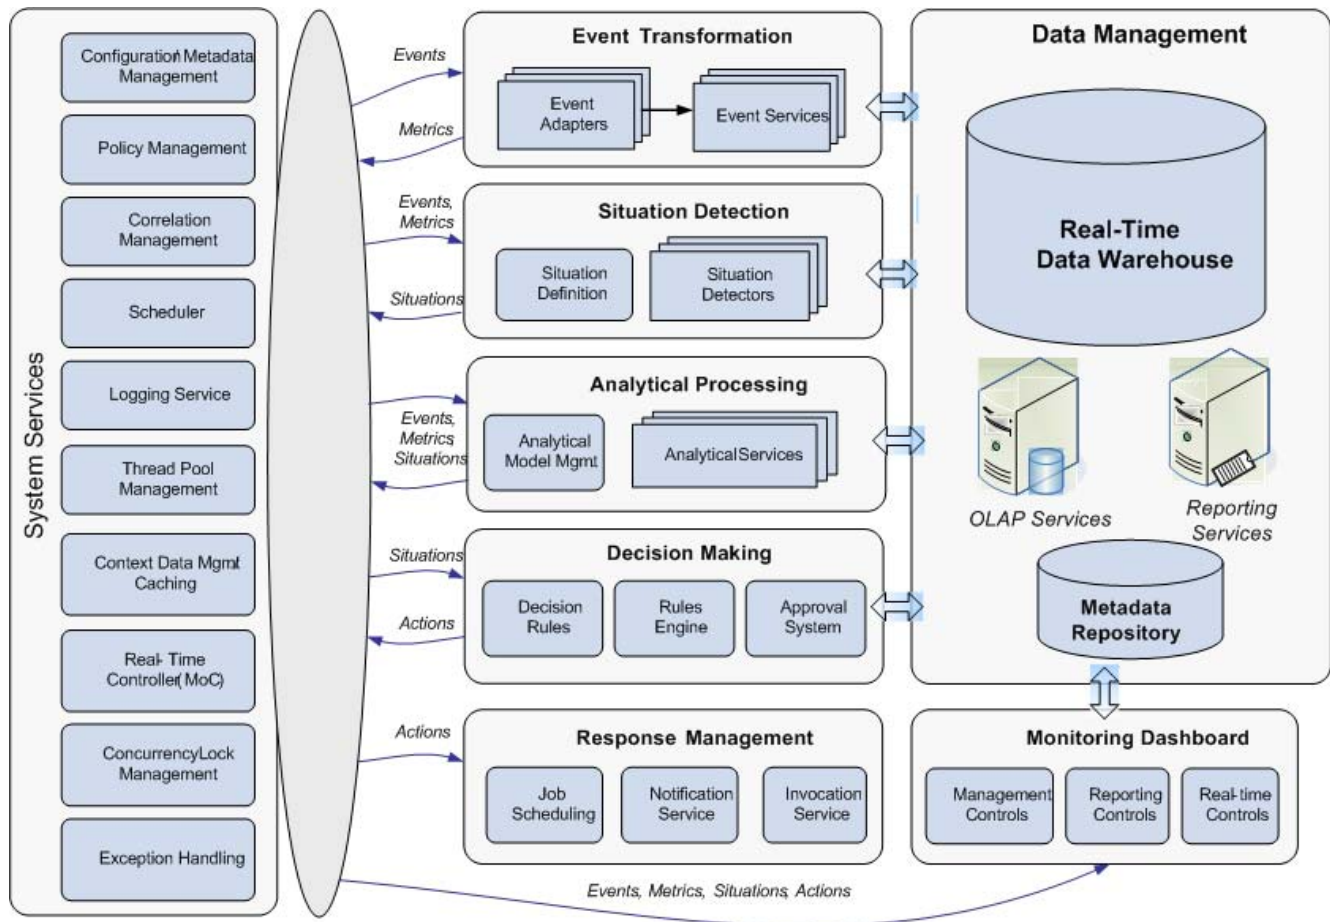 System Services
Configuration/Metadata
Management
Policy Management
Correlation
Management
Scheduler
Logging Service
Thread Pool
Management
Context Data Mgmt
Caching
Real- Time
Controller(MoC)
ConcurrencyLock
Management
Exception Handling
Events
Metrics
Event Transformation
Event
Adapters
Event Services
Events,
Metrics
Situations
Situation Detection
Situation
Definition
Situation
Detectors
Events,
Metrics
Situations
Analytical Processing
Analytical
Model Mgmt.
AnalyticalServices
Situations
Actions
Decision Making
Decision
Rules
Rules
Engine
Approval
System
Actions
Response Management
Job
Scheduling
Notification
Service
Invocation
Service
Data Management
Real-Time
Data Warehouse
OLAP Services
Reporting
Services
Metadata
Repository
Monitoring Dashboard
Management
Controls
Reporting
Controls
Real-time
Controls
Events, Metrics, Situations, Actions